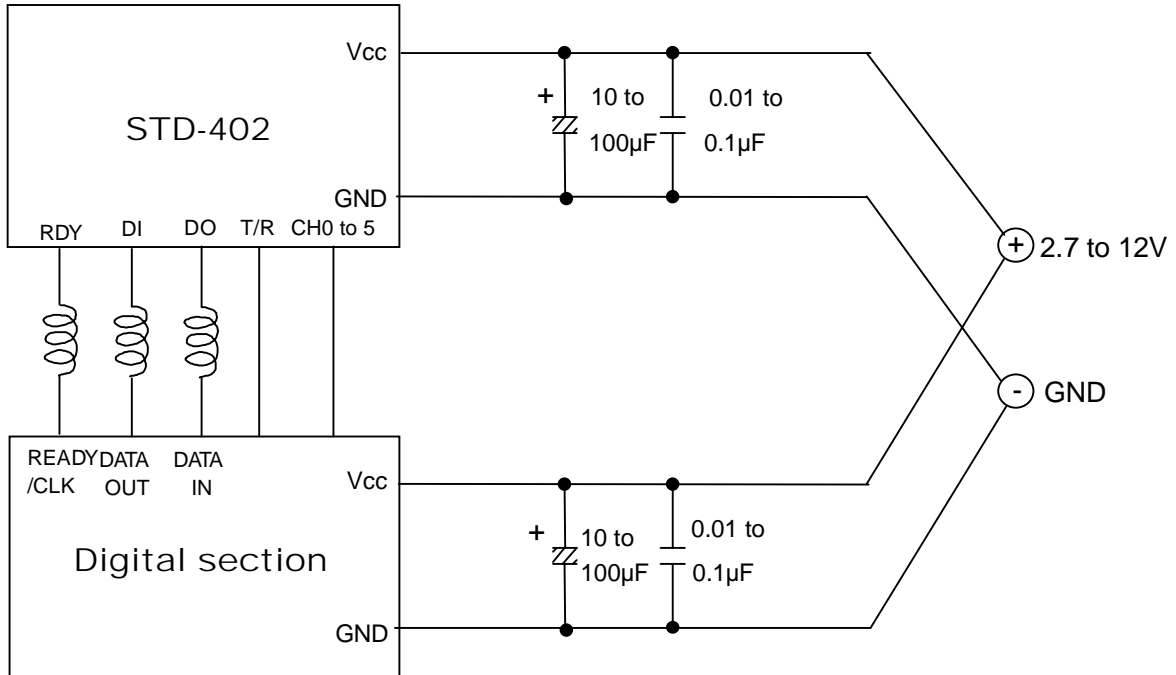 Vcc
STD-402
GND
RDY DI DO T/R CH0 to 5
+ 10 to
100µF
0.01 to
0.1µF
+ 2.7 to 12V
- GND
READY DATA DATA
/CLK OUT IN
Vcc
Digital section
GND
+ 10 to
100µF
0.01 to
0.1µF